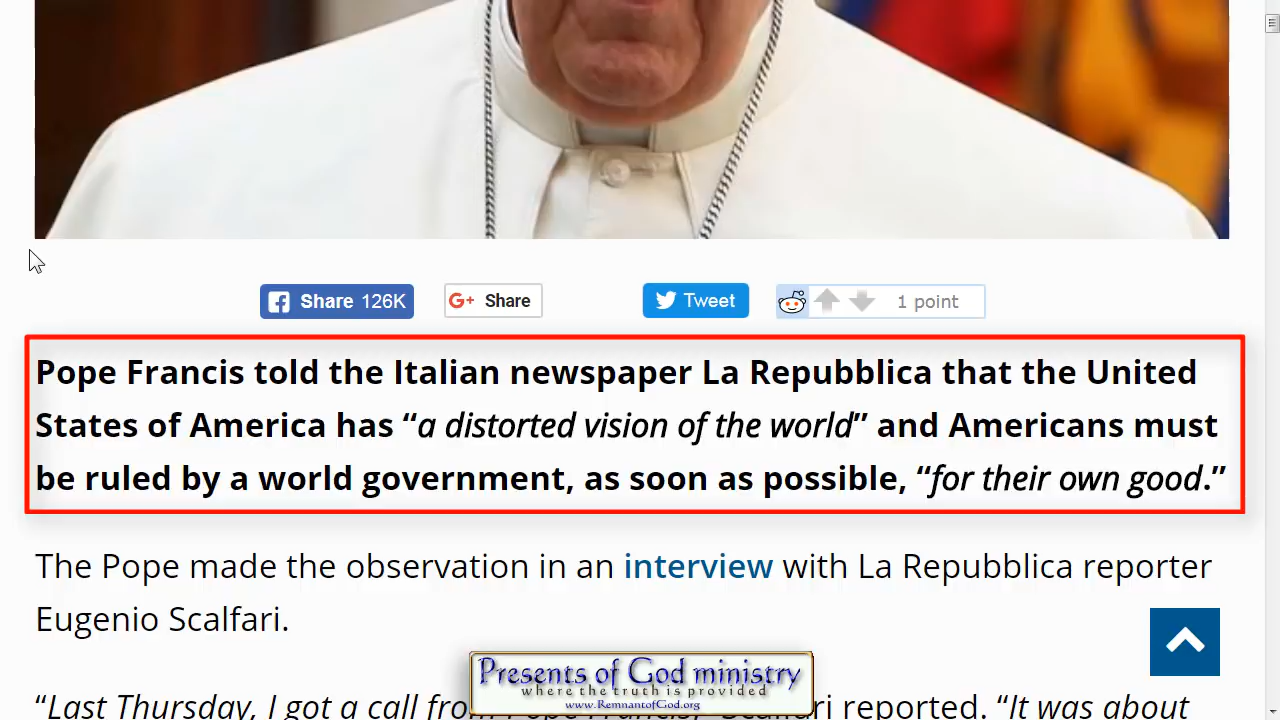 Share 126K
G+ Share
Tweet
1 point
Pope Francis told the Italian newspaper La Repubblica that the United
States of America has “a distorted vision of the world” and Americans must
be ruled by a world government, as soon as possible, “for their own good.”
The Pope made the observation in an interview with La Repubblica reporter
Eugenio Scalfari.
“Last Thursday, I got a call from Pope Francis,” Scalfari reported. “It was about
Presents of God ministry
where the truth is provided
www.RemnantofGod.org